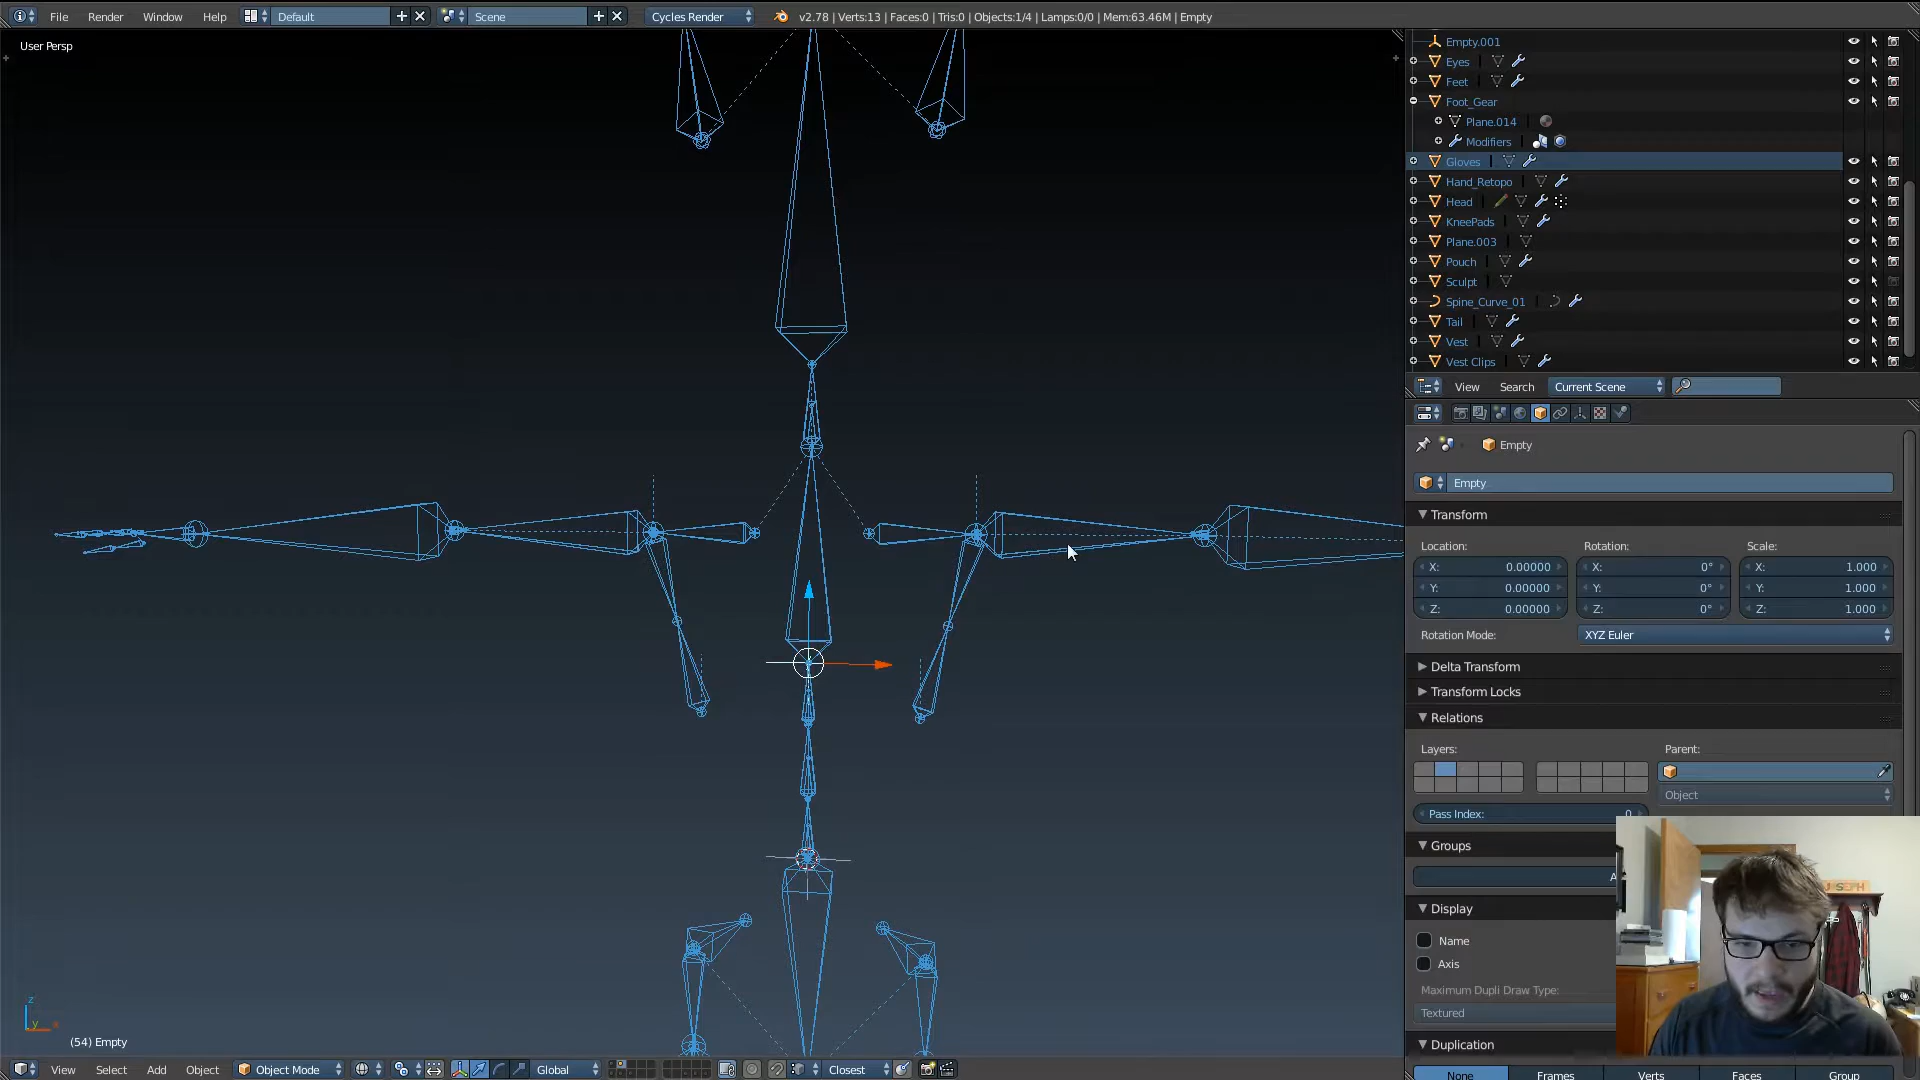 File Render Window Help Default Scene Cycles Render v2.78 | Verts:13 | Faces:0 | Tris:0 | Objects:1/4 | Lamps:0/0 | Mem:63.46M | Empty
User Persp
Empty.001
Eyes
Feet
Foot_Gear
Plane.014
Modifiers
Gloves
Hand_Retopo
Head
KneePads
Plane.003
Pouch
Sculpt
Spine_Curve_01
Tail
Vest
Vest Clips
View Search Current Scene
Empty
Empty
Transform
Location: Rotation: Scale:
X: 0.00000 X: 0° X: 1.000
Y: 0.00000 Y: 0° Y: 1.000
Z: 0.00000 Z: 0° Z: 1.000
Rotation Mode: XYZ Euler
Delta Transform
Transform Locks
Relations
Layers: Parent:
Object
Pass Index: 0
Groups
Display
Name
Axis
Maximum Dupli Draw Type:
Textured
Duplication
None Frames Verts Faces Group
z
y x
(54) Empty
View Select Add Object Object Mode Global Closest